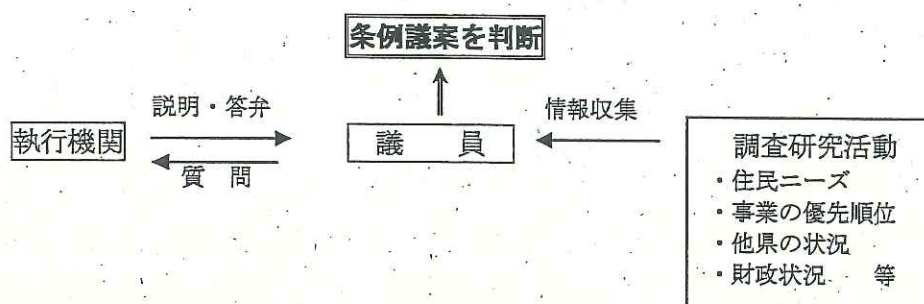 条例議案を判断
説明・答弁
情報収集
執行機関
議　員
質　問
調査研究活動
・住民ニーズ
・事業の優先順位
・他県の状況
・財政状況　等